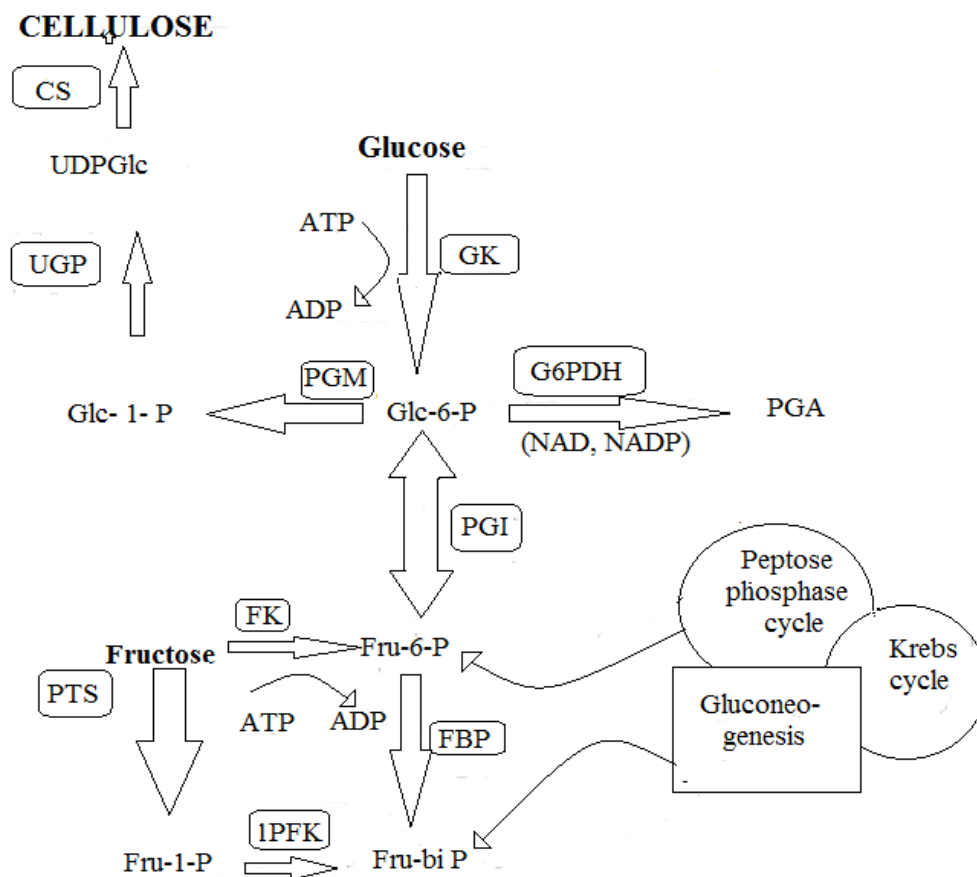 CELLULOSE
CS
UDPGlc
Glucose
ATP
UGP
GK
ADP
PGM
G6PDH
Glc- 1- P
Glc-6-P
PGA
(NAD, NADP)
PGI
Peptose
phosphase
cycle
FK
Fructose
Fru-6-P
Krebs
cycle
PTS
ATP
ADP
FBP
Gluconeo-
genesis
1PFK
Fru-1-P
Fru-bi P